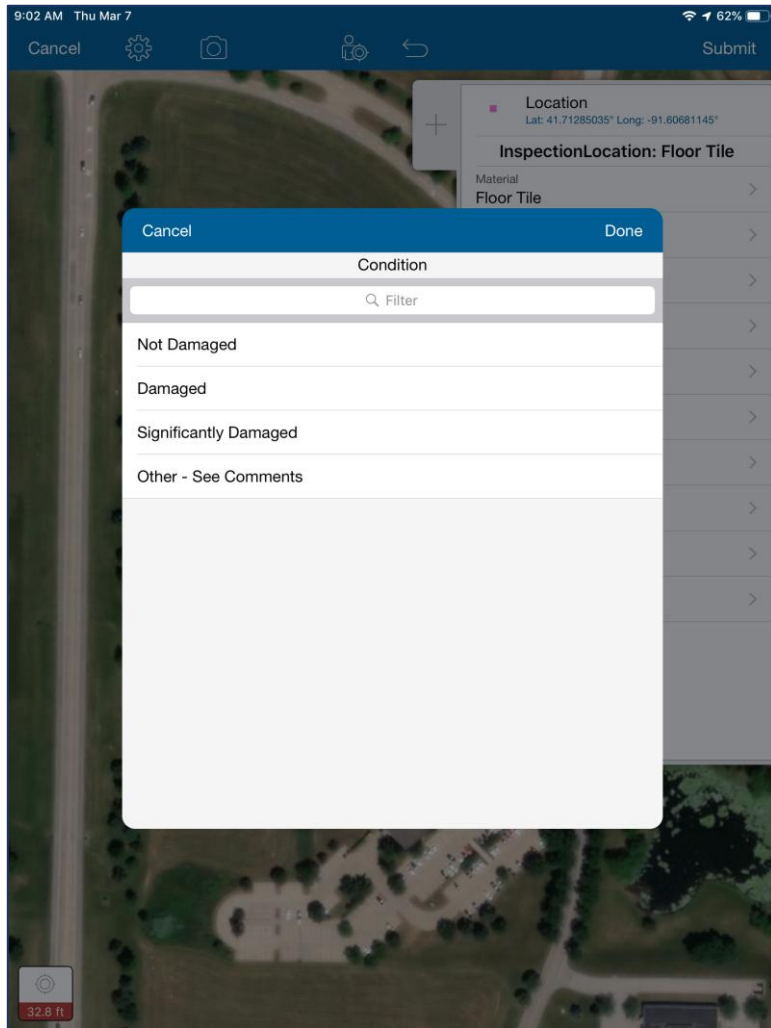 9:02 AM Thu Mar 7 62%
Cancel Submit
Location
Lat: 41.71285035° Long: -91.60681145°
InspectionLocation: Floor Tile
Material
Floor Tile
Cancel Done
Condition
Filter
Not Damaged
Damaged
Significantly Damaged
Other - See Comments
32.8 ft